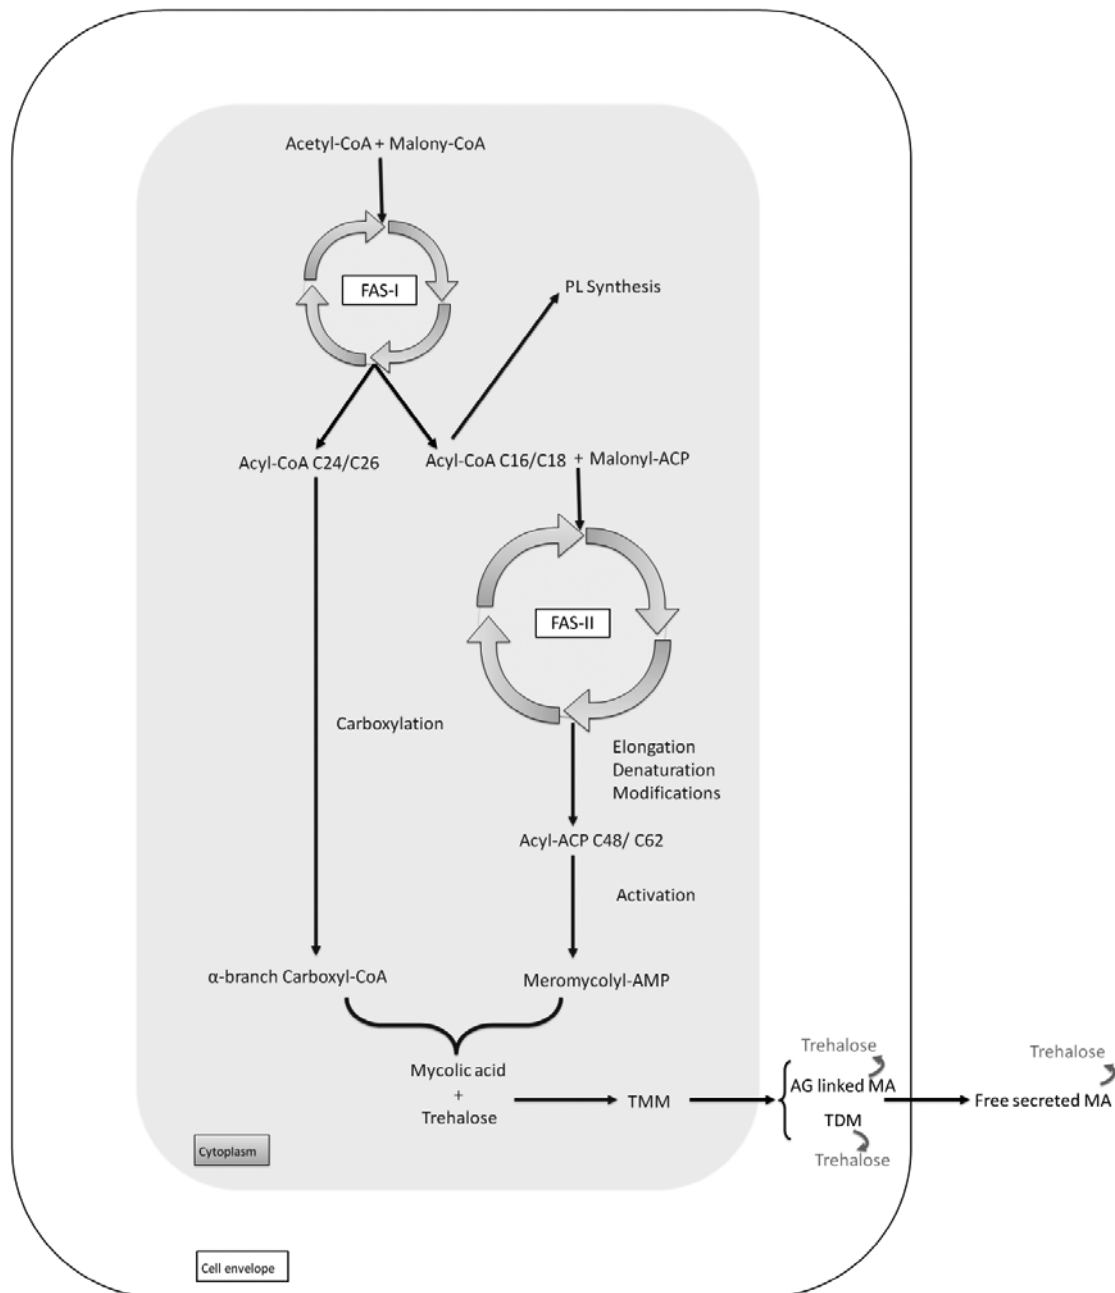 Acetyl-CoA + Malony-CoA
FAS-I
PL Synthesis
Acyl-CoA C24/C26
Acyl-CoA C16/C18 + Malonyl-ACP
FAS-II
Carboxylation
Elongation
Denaturation
Modifications
Acyl-ACP C48/ C62
Activation
α-branch Carboxyl-CoA
Meromycolyl-AMP
Mycolic acid
+
Trehalose
TMM
Trehalose
AG linked MA
TDM
Trehalose
Trehalose
Free secreted MA
Cytoplasm
Cell envelope